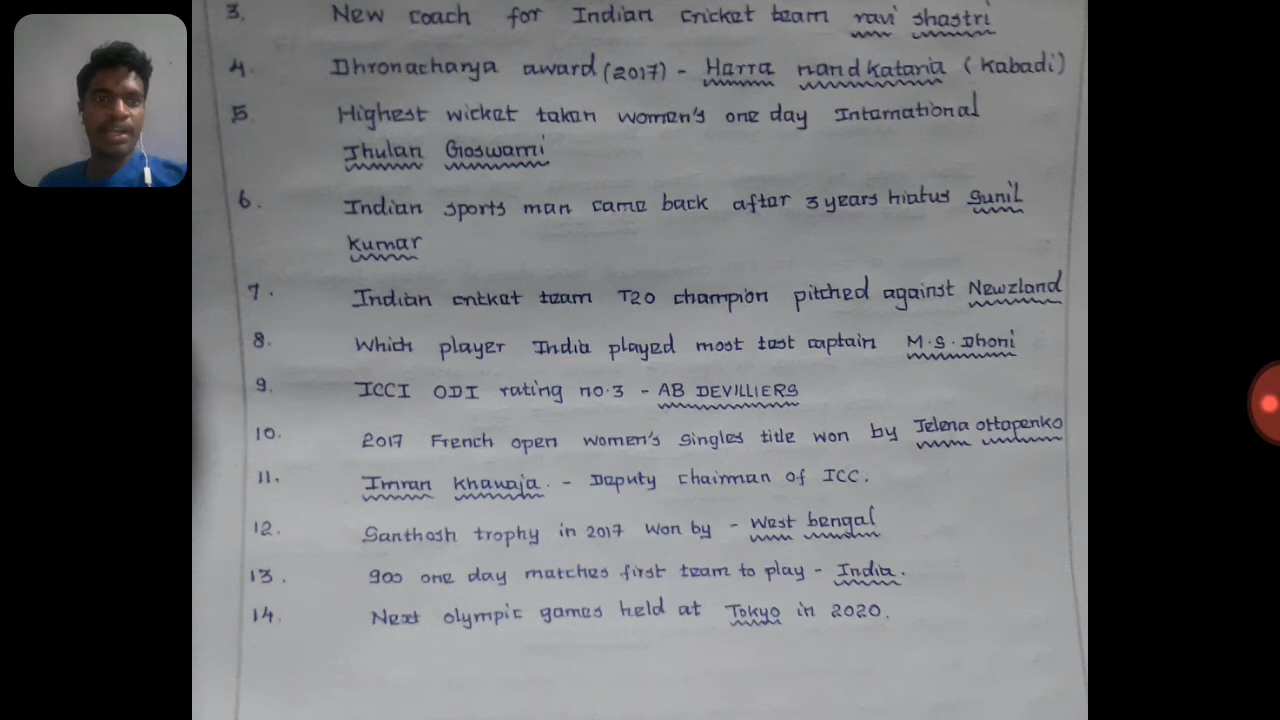 3. New coach for Indian cricket team ravi shastri
4. Dhronacharya award (2017) - Harra nand kataria (Kabadi)
5. Highest wicket taken women's one day International
Jhulan Goswami
6. Indian sports man came back after 3 years hiatus Sunil
kumar
7. Indian cricket team T20 champion pitched against Newzland
8. Which player India played most test captain M.S. Dhoni
9. ICCI ODI rating no.3 - AB DEVILLIERS
10. 2017 French open women's singles title won by Jelena ottapenko
11. Imran khawaja. - Deputy chairman of ICC.
12. Santhosh trophy in 2017 won by - West bengal
13. 900 one day matches first team to play - India.
14. Next olympic games held at Tokyo in 2020.